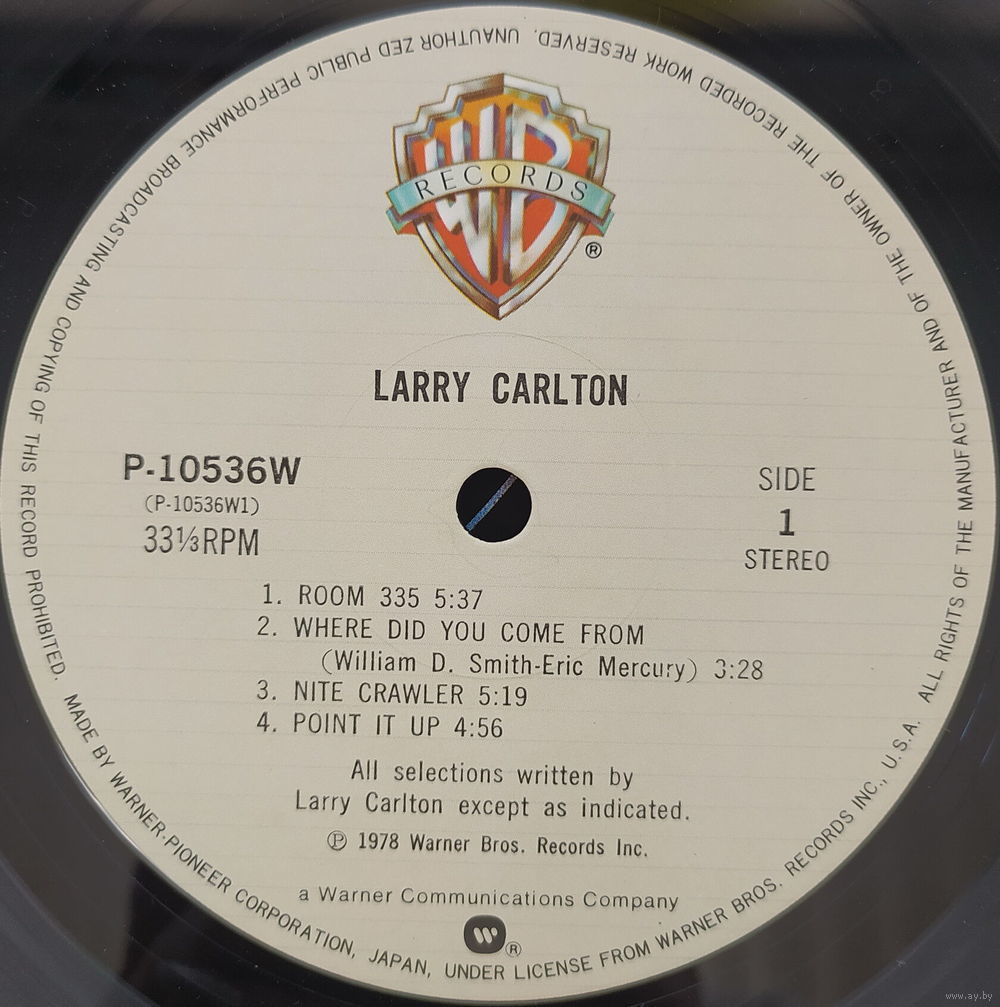 WB
RECORDS
®
LARRY CARLTON
P-10536W
(P-10536W1)
33⅓RPM
SIDE
1
STEREO
1. ROOM 335 5:37
2. WHERE DID YOU COME FROM
(William D. Smith-Eric Mercury) 3:28
3. NITE CRAWLER 5:19
4. POINT IT UP 4:56
All selections written by
Larry Carlton except as indicated.
℗ 1978 Warner Bros. Records Inc.
a Warner Communications Company
W®
MADE BY WARNER-PIONEER CORPORATION, JAPAN, UNDER LICENSE FROM WARNER BROS. RECORDS INC., U.S.A. ALL RIGHTS OF THE MANUFACTURER AND OF THE OWNER OF THE RECORDED WORK RESERVED. UNAUTHOR ZED PUBLIC PERFORMANCE BROADCASTING AND COPYING OF THIS RECORD PROHIBITED.
www.ay.by